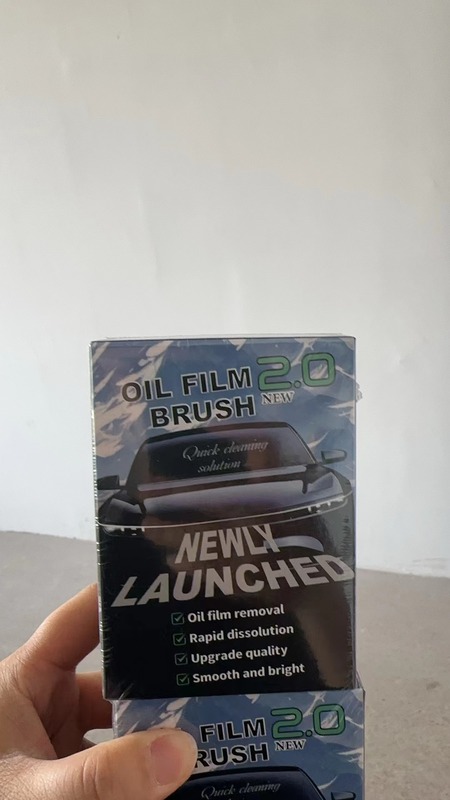 OIL FILM 2.0
BRUSH NEW
Quick cleaning
solution
NEWLY
LAUNCHED
Oil film removal
Rapid dissolution
Upgrade quality
Smooth and bright
FILM 2.0
RUSH NEW
Quick cleaning